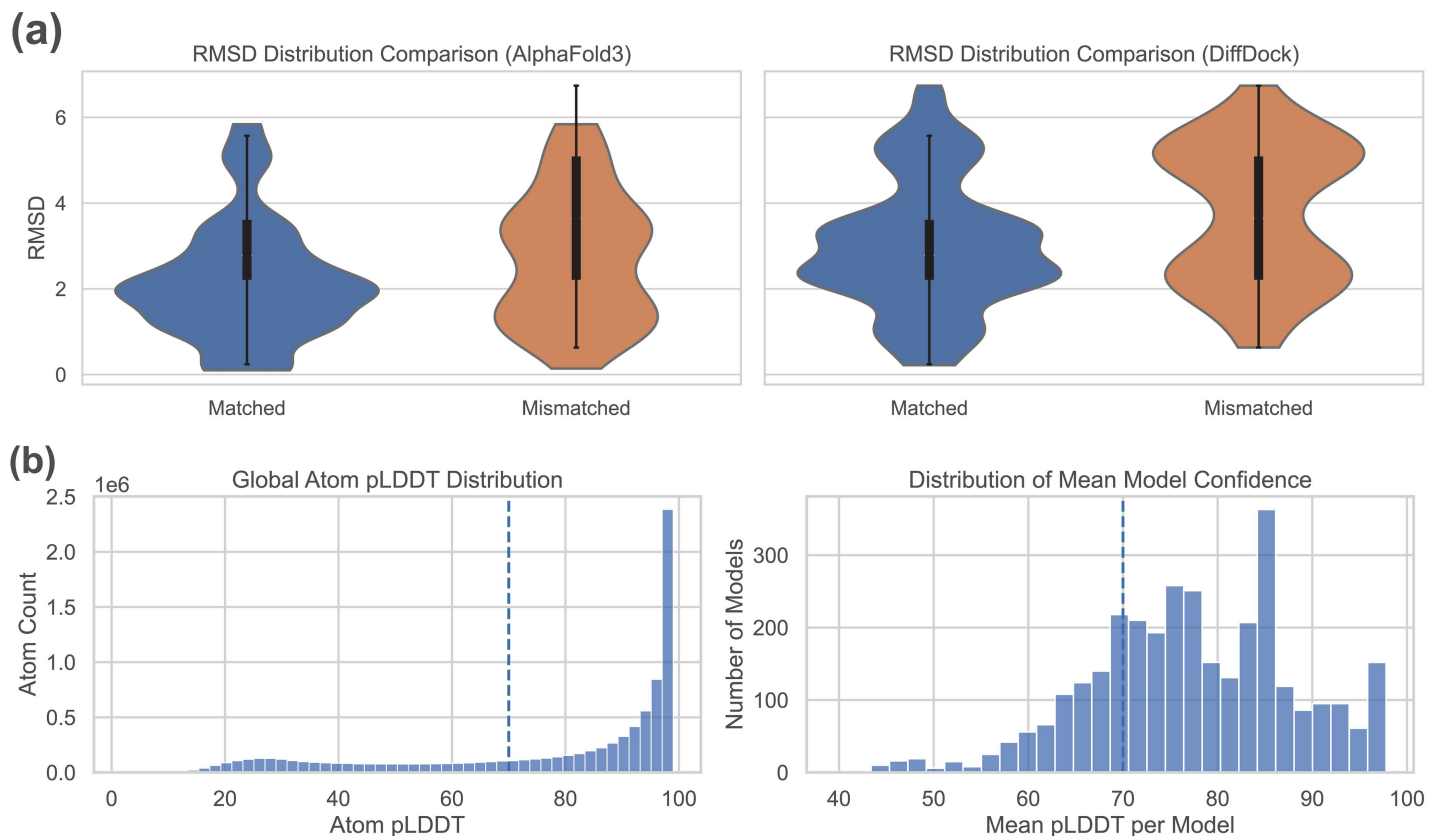 (a)
RMSD Distribution Comparison (AlphaFold3)
RMSD Distribution Comparison (DiffDock)
RMSD
6
4
2
0
Matched
Mismatched
Matched
Mismatched
(b)
Global Atom pLDDT Distribution
1e6
Atom Count
2.5
2.0
1.5
1.0
0.5
0.0
0 20 40 60 80 100
Atom pLDDT
Distribution of Mean Model Confidence
Number of Models
300
200
100
0
40 50 60 70 80 90 100
Mean pLDDT per Model